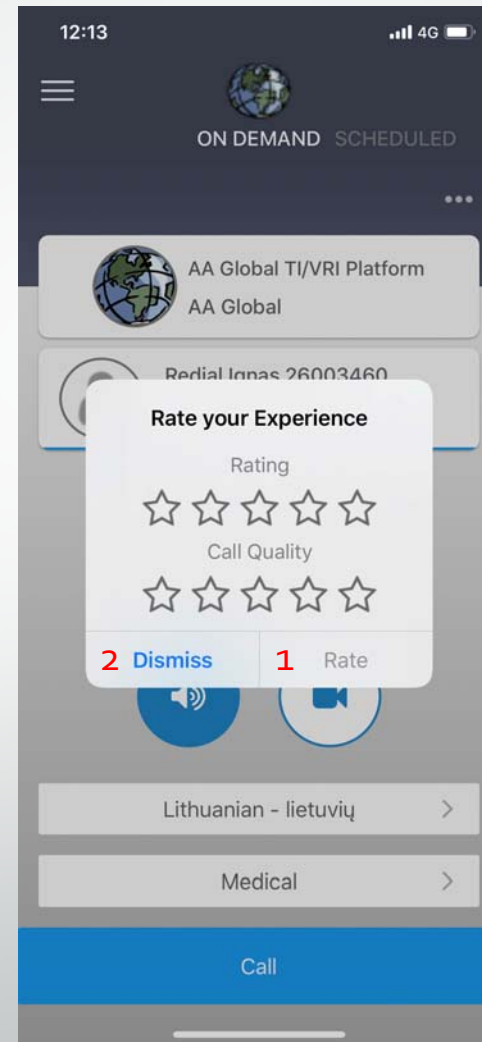 12:13 4G
ON DEMAND SCHEDULED
AA Global TI/VRI Platform
AA Global
Redial Ignas 26003460
Rate your Experience
Rating
Call Quality
2 Dismiss 1 Rate
Lithuanian - lietuvių
Medical
Call